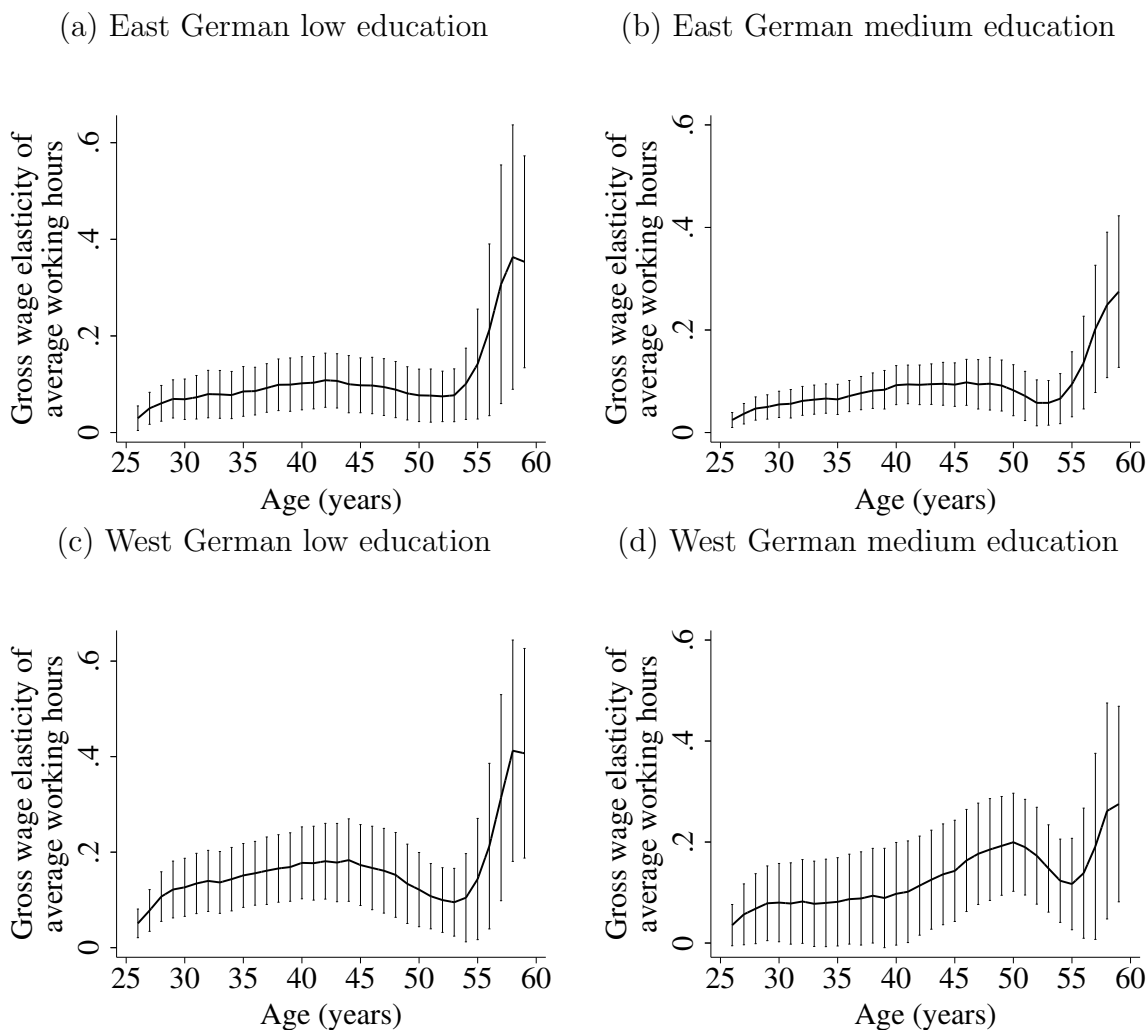 (a) East German low education
Gross wage elasticity of
average working hours
.6
.4
.2
0
25 30 35 40 45 50 55 60
Age (years)
(b) East German medium education
Gross wage elasticity of
average working hours
.6
.4
.2
0
25 30 35 40 45 50 55 60
Age (years)
(c) West German low education
Gross wage elasticity of
average working hours
.6
.4
.2
0
25 30 35 40 45 50 55 60
Age (years)
(d) West German medium education
Gross wage elasticity of
average working hours
.6
.4
.2
0
25 30 35 40 45 50 55 60
Age (years)